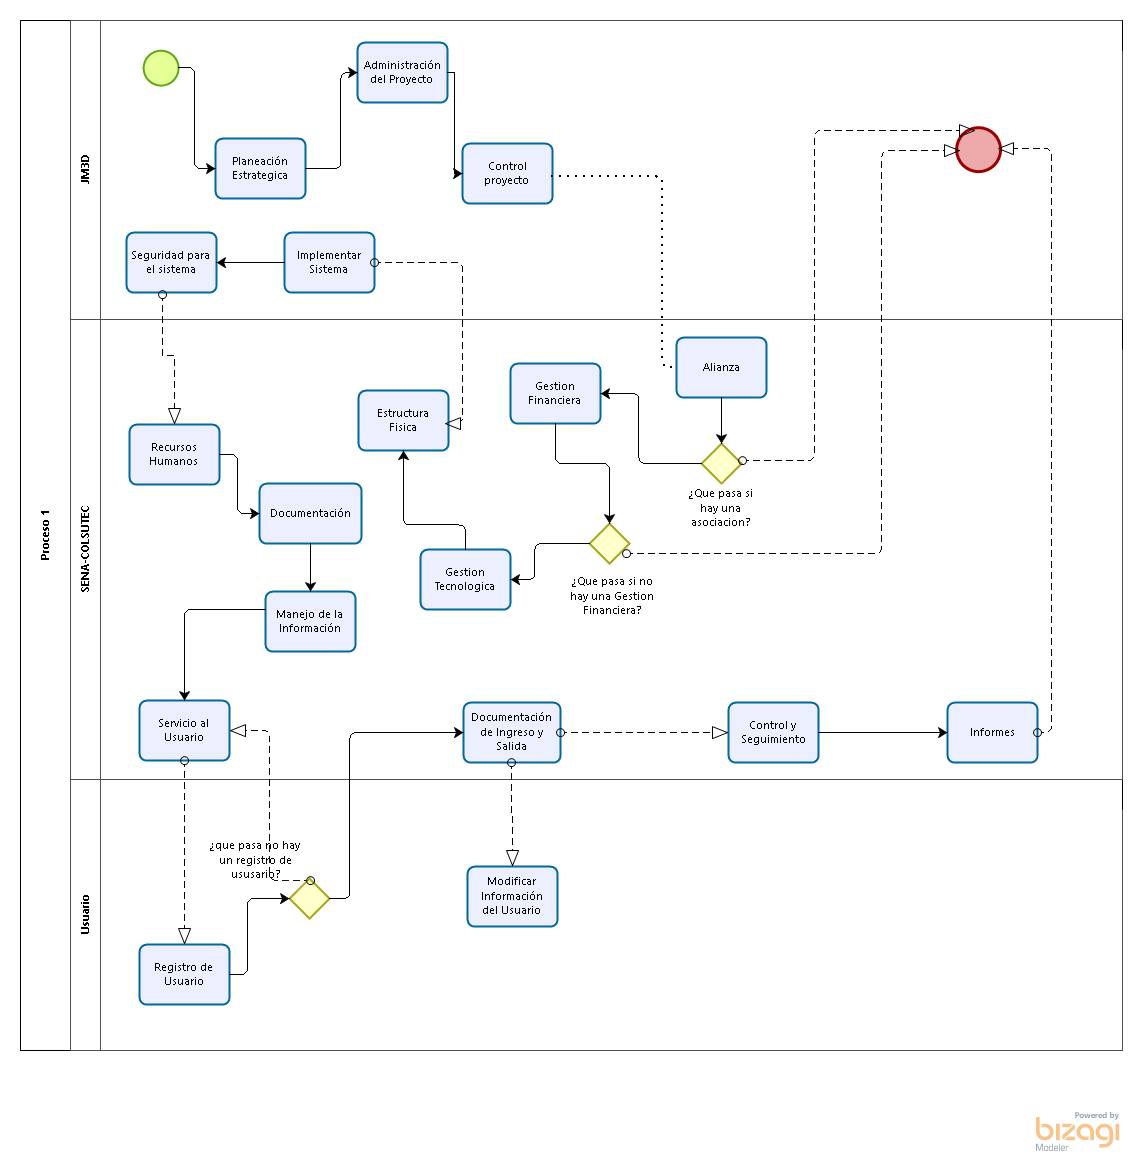 Proceso 1
JM3D
Administración
del Proyecto
Planeación
Estrategica
Control
proyecto
Seguridad para
el sistema
Implementar
Sistema
SENA-COLSUTEC
Alianza
Gestion
Financiera
Estructura
Fisica
Recursos
Humanos
¿Que pasa si
hay una
asociacion?
Documentación
Gestion
Tecnologica
¿Que pasa si no
hay una Gestion
Financiera?
Manejo de la
Información
Servicio al
Usuario
Documentación
de Ingreso y
Salida
Control y
Seguimiento
Informes
Usuario
¿que pasa no hay
un registro de
ususario?
Modificar
Información
del Usuario
Registro de
Usuario
Powered by
bizagi
Modeler